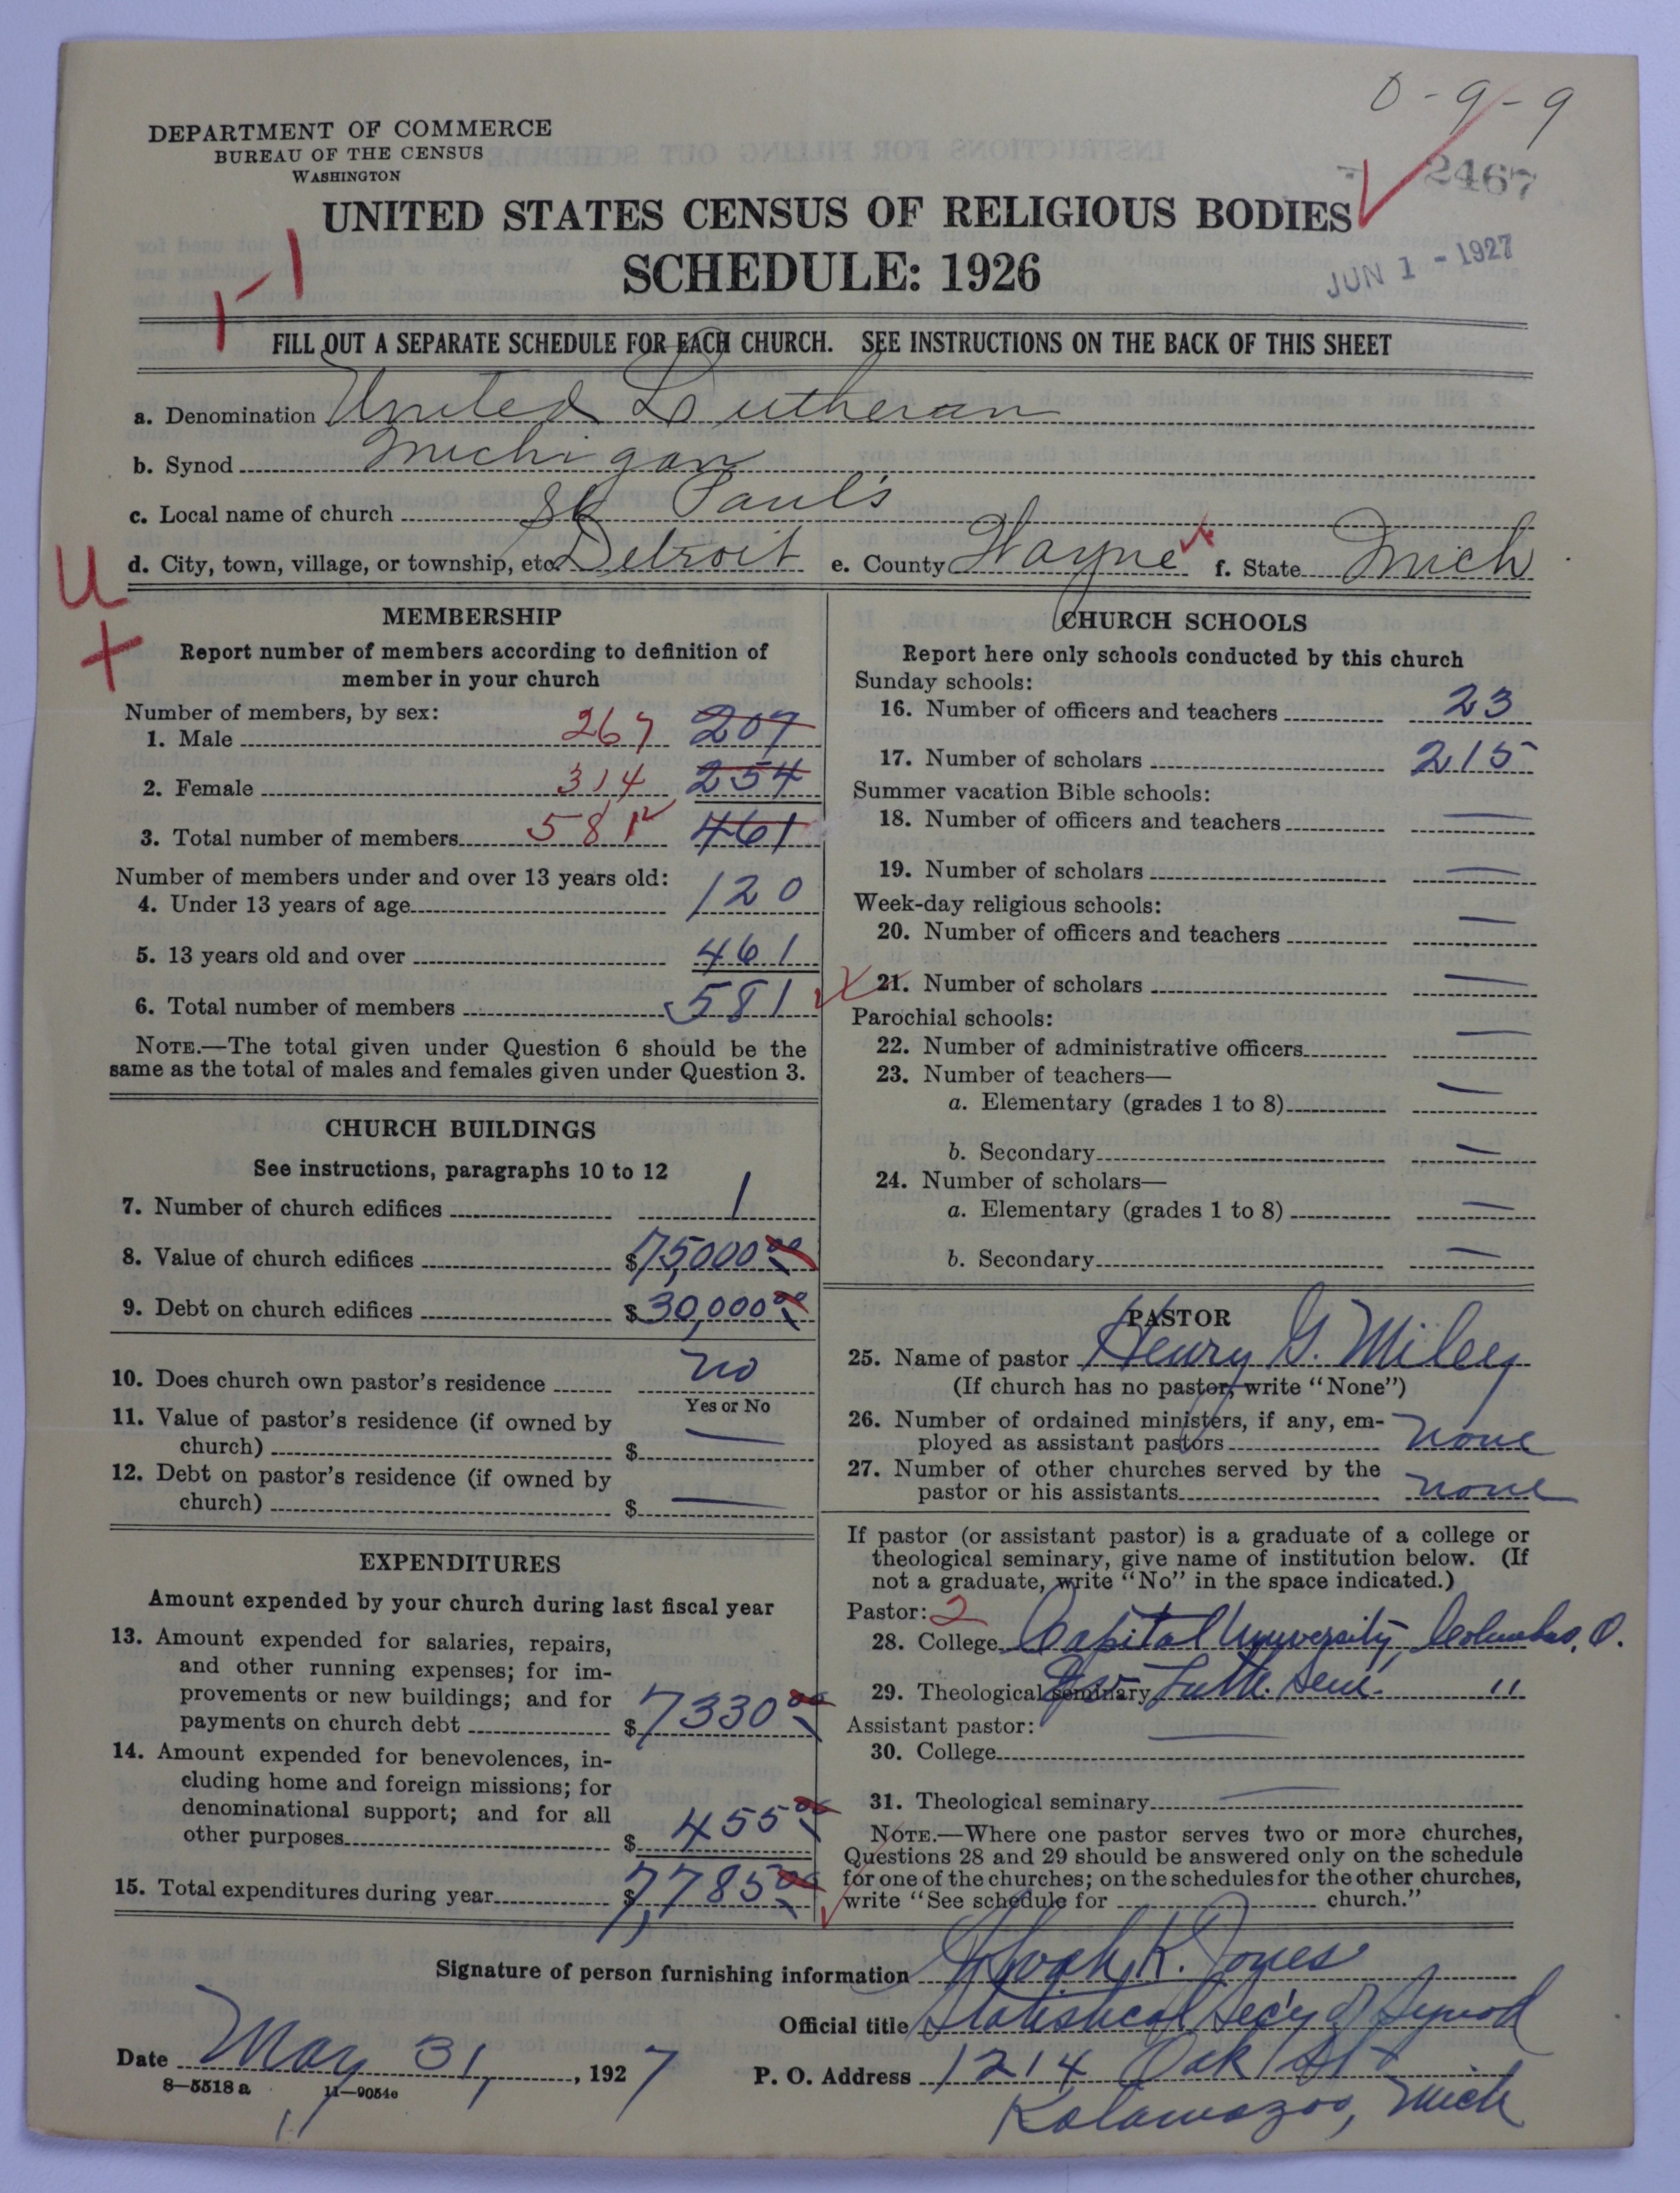 0-9-9
DEPARTMENT OF COMMERCE
BUREAU OF THE CENSUS
WASHINGTON
2467
UNITED STATES CENSUS OF RELIGIOUS BODIES
SCHEDULE: 1926
JUN 1 - 1927
1-1
FILL OUT A SEPARATE SCHEDULE FOR EACH CHURCH. SEE INSTRUCTIONS ON THE BACK OF THIS SHEET
a. Denomination United Lutheran
b. Synod Michigan
c. Local name of church St Paul's
d. City, town, village, or township, etc. Detroit e. County Wayne f. State Mich
U
+
MEMBERSHIP
Report number of members according to definition of
member in your church
Number of members, by sex:
1. Male 267 207
2. Female 314 254
3. Total number of members 581 461
Number of members under and over 13 years old:
4. Under 13 years of age 120
5. 13 years old and over 461
6. Total number of members 581
NOTE.—The total given under Question 6 should be the
same as the total of males and females given under Question 3.
CHURCH BUILDINGS
See instructions, paragraphs 10 to 12
7. Number of church edifices 1
8. Value of church edifices $75,000 00
9. Debt on church edifices $30,000 00
10. Does church own pastor's residence no
Yes or No
11. Value of pastor's residence (if owned by
church) $ —
12. Debt on pastor's residence (if owned by
church) $ —
EXPENDITURES
Amount expended by your church during last fiscal year
13. Amount expended for salaries, repairs,
and other running expenses; for im-
provements or new buildings; and for
payments on church debt $7330 00
14. Amount expended for benevolences, in-
cluding home and foreign missions; for
denominational support; and for all
other purposes $455 00
15. Total expenditures during year $7,785 00
CHURCH SCHOOLS
Report here only schools conducted by this church
Sunday schools:
16. Number of officers and teachers 23
17. Number of scholars 215
Summer vacation Bible schools:
18. Number of officers and teachers —
19. Number of scholars —
Week-day religious schools:
20. Number of officers and teachers —
21. Number of scholars —
Parochial schools:
22. Number of administrative officers —
23. Number of teachers—
a. Elementary (grades 1 to 8) —
b. Secondary —
24. Number of scholars—
a. Elementary (grades 1 to 8) —
b. Secondary —
PASTOR
25. Name of pastor Henry G. Miley
(If church has no pastor, write "None")
26. Number of ordained ministers, if any, em-
ployed as assistant pastors none
27. Number of other churches served by the
pastor or his assistants none
If pastor (or assistant pastor) is a graduate of a college or
theological seminary, give name of institution below. (If
not a graduate, write "No" in the space indicated.)
Pastor: 2
28. College Capital University, Columbus, O.
29. Theological seminary Ev. Luth. Sem. "
Assistant pastor: —
30. College
31. Theological seminary —
NOTE.—Where one pastor serves two or more churches,
Questions 28 and 29 should be answered only on the schedule
for one of the churches; on the schedules for the other churches,
write "See schedule for church."
Signature of person furnishing information K. Jones
Official title Statistical Sec'y of Synod
Date May 31, 1927 P. O. Address 1214 Oak St
8—5518 a 11—9054e
Kalamazoo, Mich